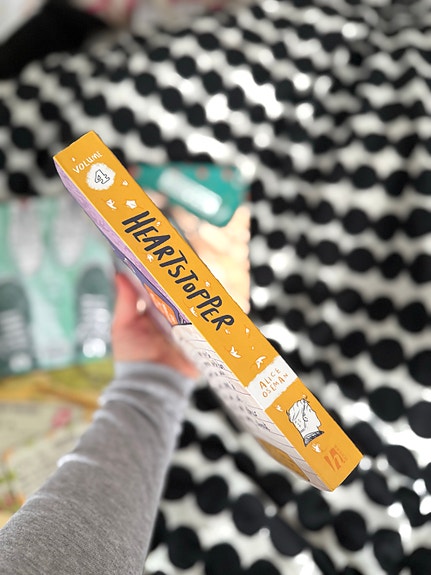 VOLUME
4
HEARTSTOPPER
ALICE
OSEMAN